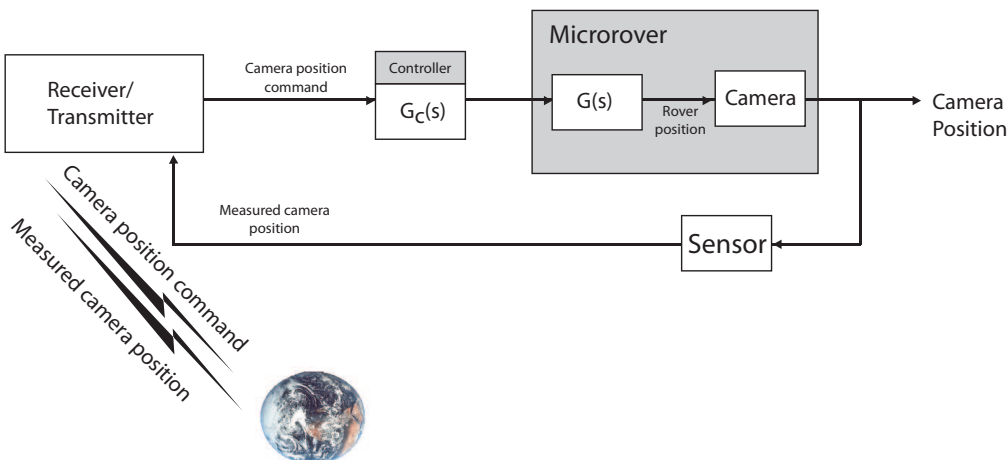 Microrover
Receiver/
Transmitter
Camera position
command
Controller
G_C(s)
G(s)
Rover
position
Camera
Camera
Position
Measured camera
position
Sensor
Camera position command
Measured camera position